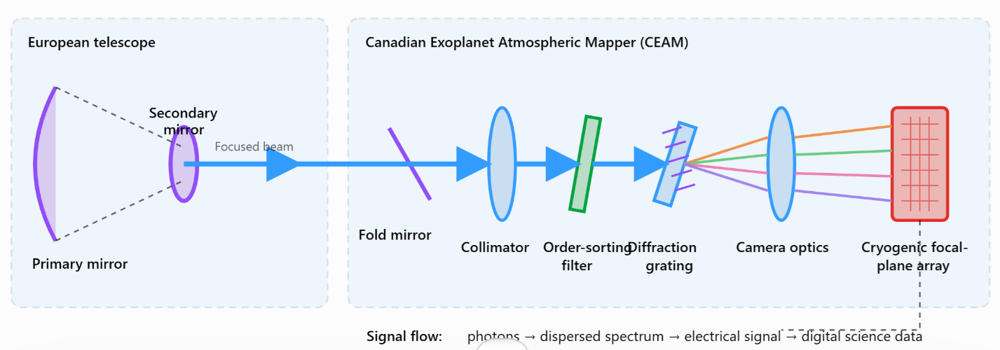 European telescope
Canadian Exoplanet Atmospheric Mapper (CEAM)
Secondary
mirror
Focused beam
Primary mirror
Fold mirror
Collimator
Order-sorting
filter
Diffraction
grating
Camera optics
Cryogenic focal-
plane array
Signal flow: photons → dispersed spectrum → electrical signal → digital science data